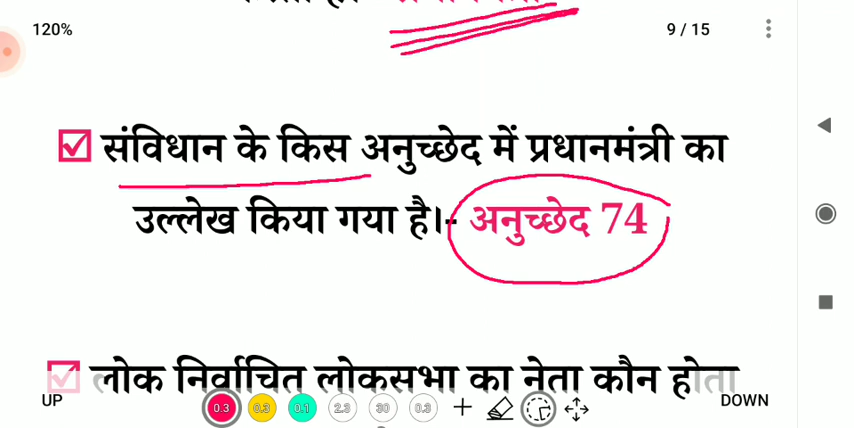 120%
9 / 15
☑ संविधान के किस अनुच्छेद में प्रधानमंत्री का
उल्लेख किया गया है।- अनुच्छेद 74
☑ लोक निर्वाचित लोकसभा का नेता कौन होता
UP
DOWN
0.3 0.3 0.1 2.3 30 0.3